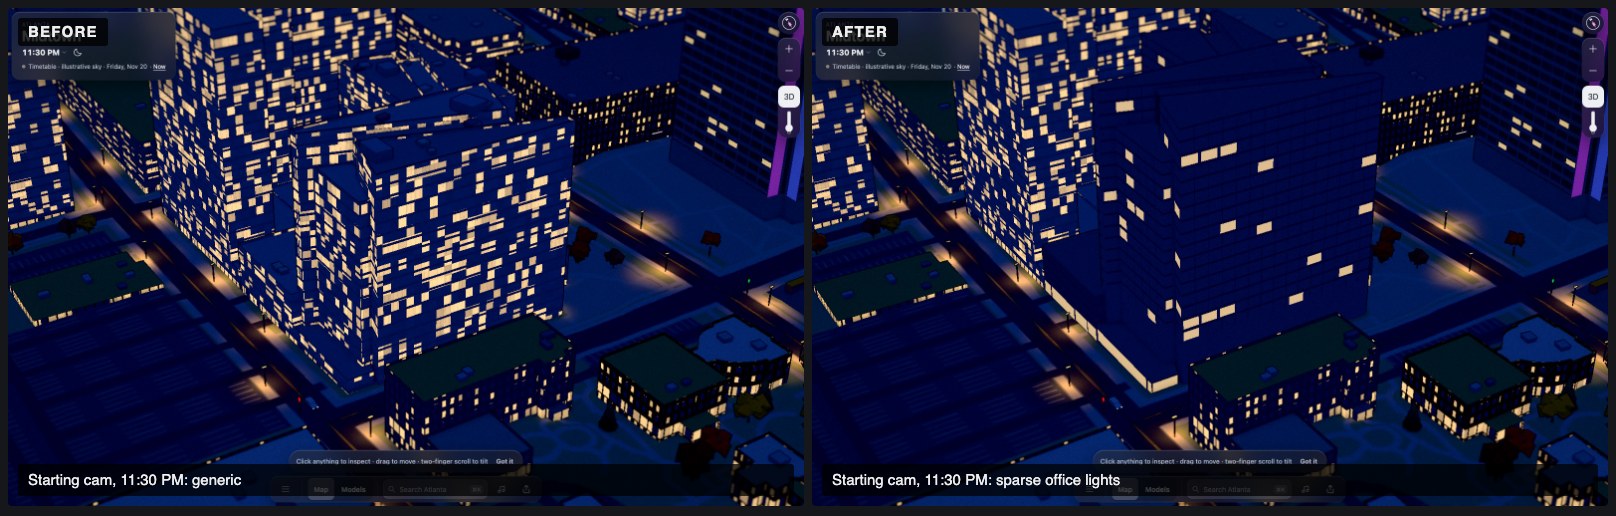 BEFORE
11:30 PM
Timetable · Illustrative sky · Friday, Nov 20 · Now
3D
Click anything to inspect · drag to move · two-finger scroll to tilt Got it
Map Models Search Atlanta
Starting cam, 11:30 PM: generic
AFTER
11:30 PM
Timetable · Illustrative sky · Friday, Nov 20 · Now
3D
Click anything to inspect · drag to move · two-finger scroll to tilt Got it
Map Models Search Atlanta
Starting cam, 11:30 PM: sparse office lights